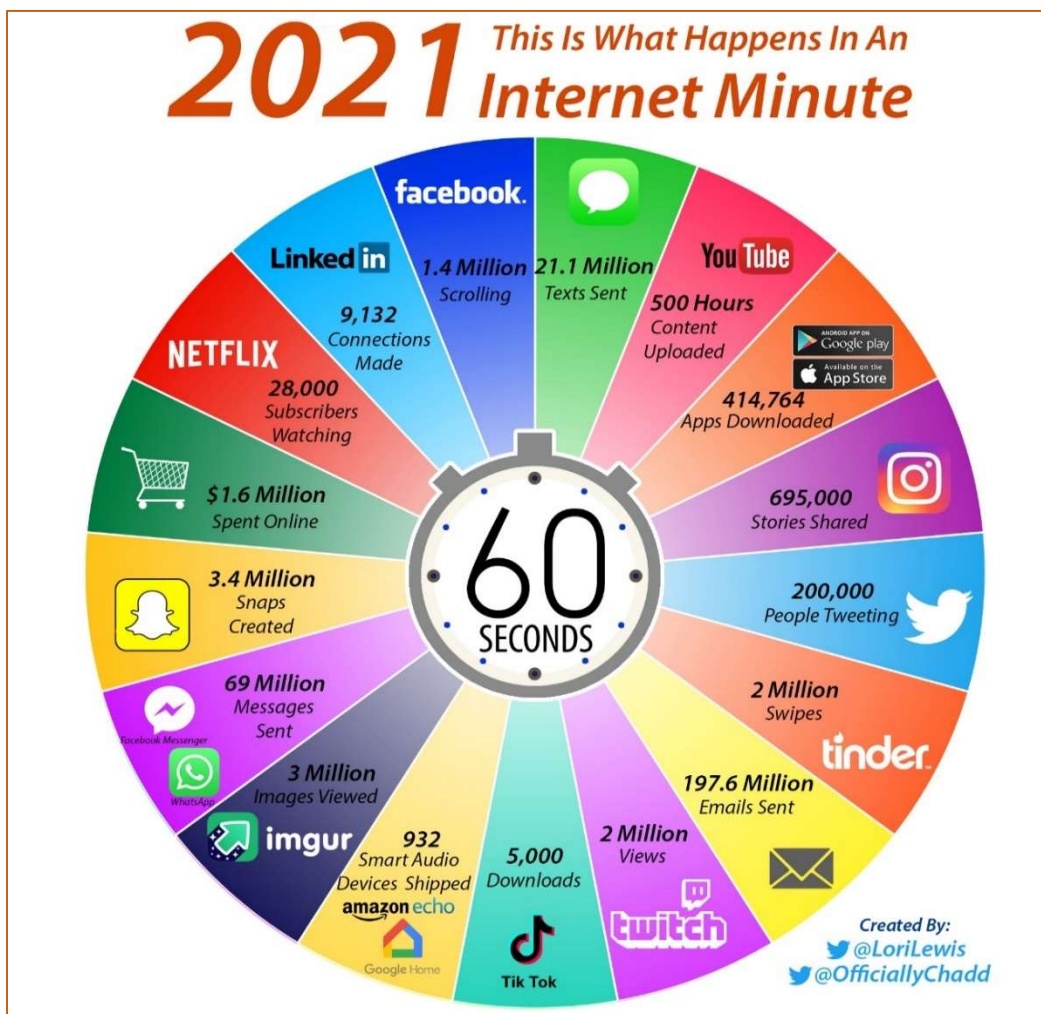 2021
This Is What Happens In An
Internet Minute
facebook.
1.4 Million
Scrolling
21.1 Million
Texts Sent
YouTube
500 Hours
Content
Uploaded
ANDROID APP ON
Google play
Available on the
App Store
414,764
Apps Downloaded
695,000
Stories Shared
200,000
People Tweeting
2 Million
Swipes
tinder
197.6 Million
Emails Sent
2 Million
Views
twitch
5,000
Downloads
Tik Tok
932
Smart Audio
Devices Shipped
amazon echo
Google Home
3 Million
Images Viewed
imgur
69 Million
Messages
Sent
Facebook Messenger
WhatsApp
3.4 Million
Snaps
Created
$1.6 Million
Spent Online
NETFLIX
28,000
Subscribers
Watching
Linked in
9,132
Connections
Made
60
SECONDS
Created By:
@LoriLewis
@OfficiallyChadd